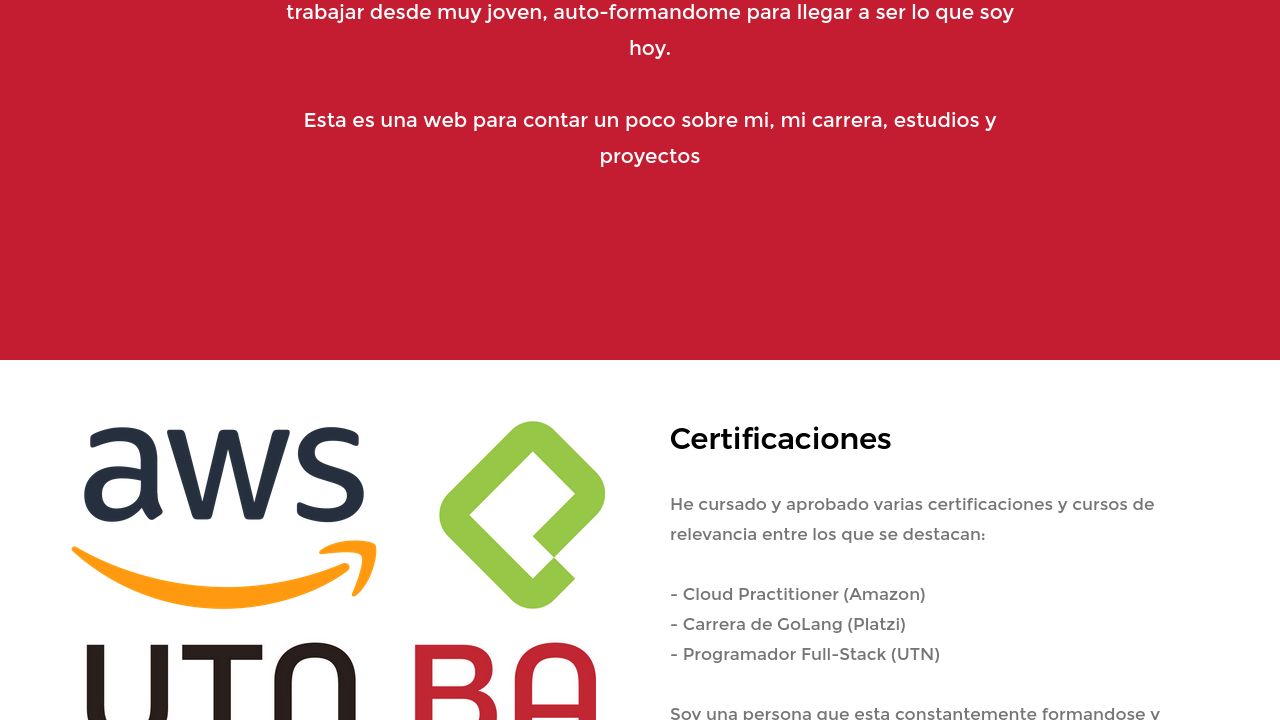 trabajar desde muy joven, auto-formandome para llegar a ser lo que soy
hoy.
Esta es una web para contar un poco sobre mi, mi carrera, estudios y
proyectos
aws
UTN BA
Certificaciones
He cursado y aprobado varias certificaciones y cursos de
relevancia entre los que se destacan:
- Cloud Practitioner (Amazon)
- Carrera de GoLang (Platzi)
- Programador Full-Stack (UTN)
Soy una persona que esta constantemente formandose y